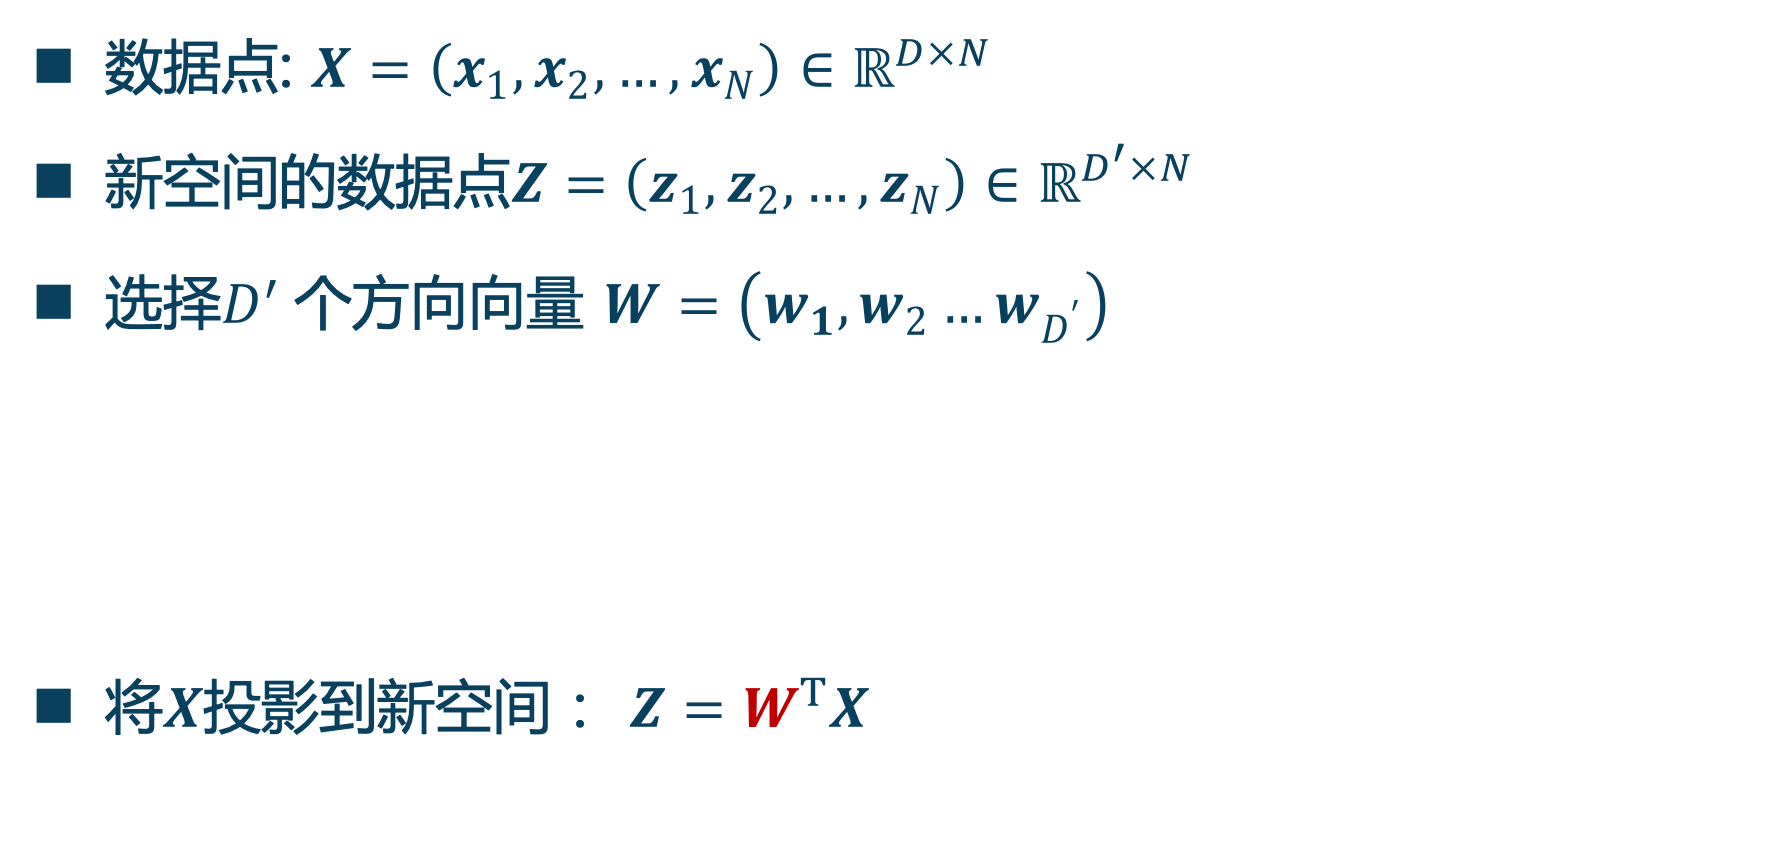 ■ 数据点: 𝑿 = (𝒙₁, 𝒙₂, … , 𝒙_N) ∈ ℝ^{D×N}
■ 新空间的数据点𝒁 = (𝒛₁, 𝒛₂, … , 𝒛_N) ∈ ℝ^{D′×N}
■ 选择D′ 个方向向量 𝑾 = (𝒘₁, 𝒘₂ … 𝒘_{D′})
■ 将𝑿投影到新空间： 𝒁 = 𝑾^T𝑿